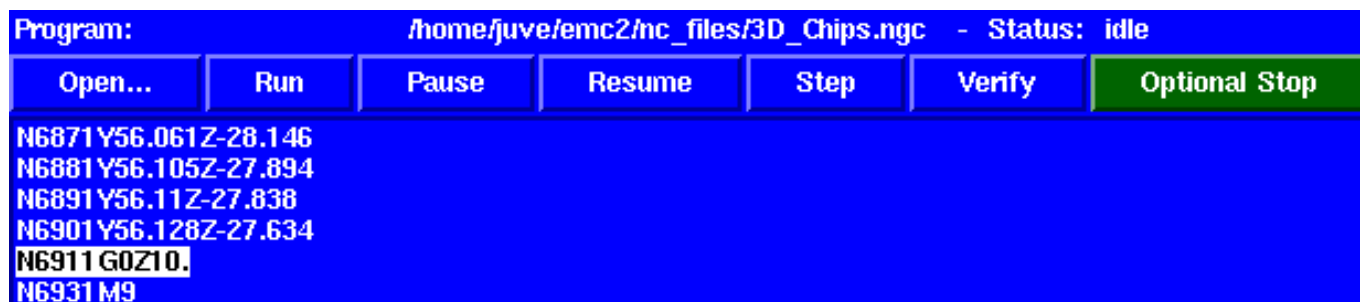 Program: /home/juve/emc2/nc_files/3D_Chips.ngc - Status: idle
Open... Run Pause Resume Step Verify Optional Stop
N6871Y56.061Z-28.146
N6881Y56.105Z-27.894
N6891Y56.11Z-27.838
N6901Y56.128Z-27.634
N6911G0Z10.
N6931M9